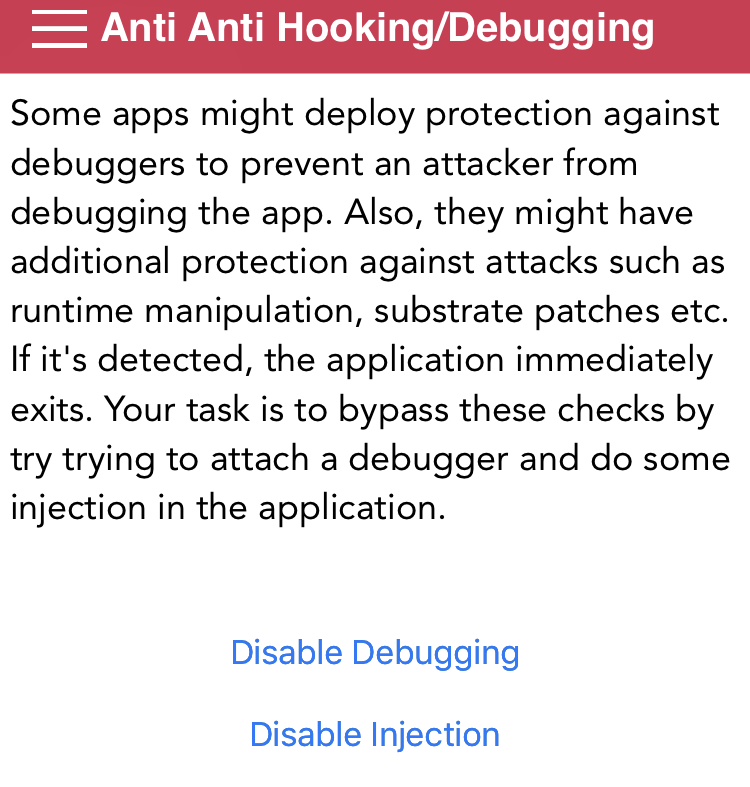 Anti Anti Hooking/Debugging
Some apps might deploy protection against
debuggers to prevent an attacker from
debugging the app. Also, they might have
additional protection against attacks such as
runtime manipulation, substrate patches etc.
If it's detected, the application immediately
exits. Your task is to bypass these checks by
try trying to attach a debugger and do some
injection in the application.
Disable Debugging
Disable Injection